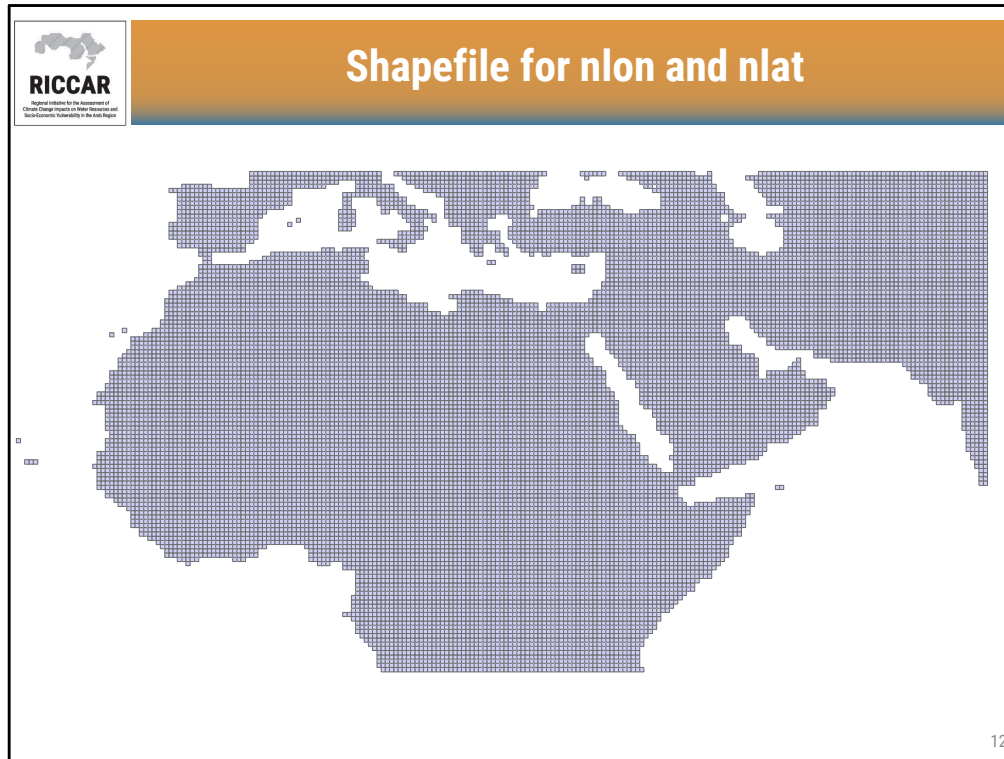 RICCAR
Regional Initiative for the Assessment of
Climate Change Impacts on Water Resources and
Socio-Economic Vulnerability in the Arab Region
Shapefile for nlon and nlat
12